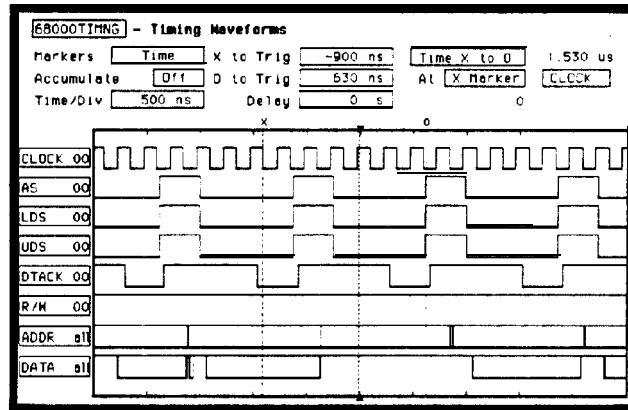 68000TIMNG - Timing Waveforms
Markers Time X to Trig -900 ns Time X to O 1.530 us
Accumulate Off O to Trig 630 ns At X Marker CLOCK
Time/Div 500 ns Delay 0 s 0
X O
CLOCK 00
AS 00
LDS 00
UDS 00
DTACK 00
R/W 00
ADDR all
DATA all